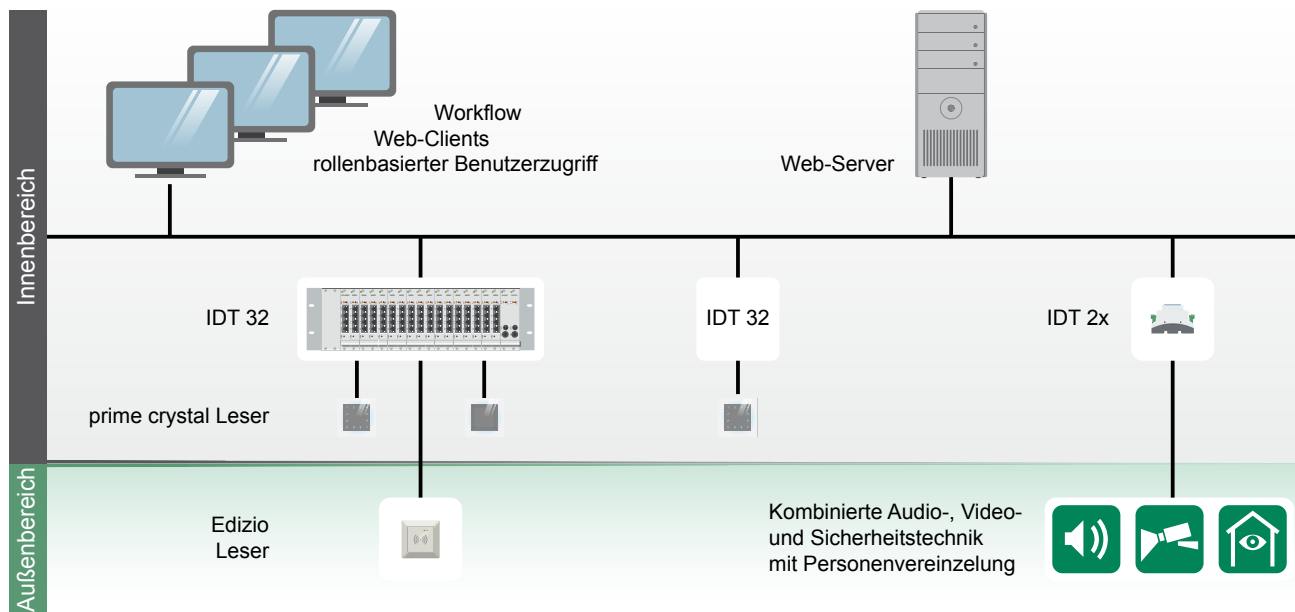 Innenbereich
Workflow
Web-Clients
rollenbasierter Benutzerzugriff
Web-Server
IDT 32
IDT 32
IDT 2x
prime crystal Leser
Außenbereich
Edizio
Leser
Kombinierte Audio-, Video-
und Sicherheitstechnik
mit Personenvereinzelung